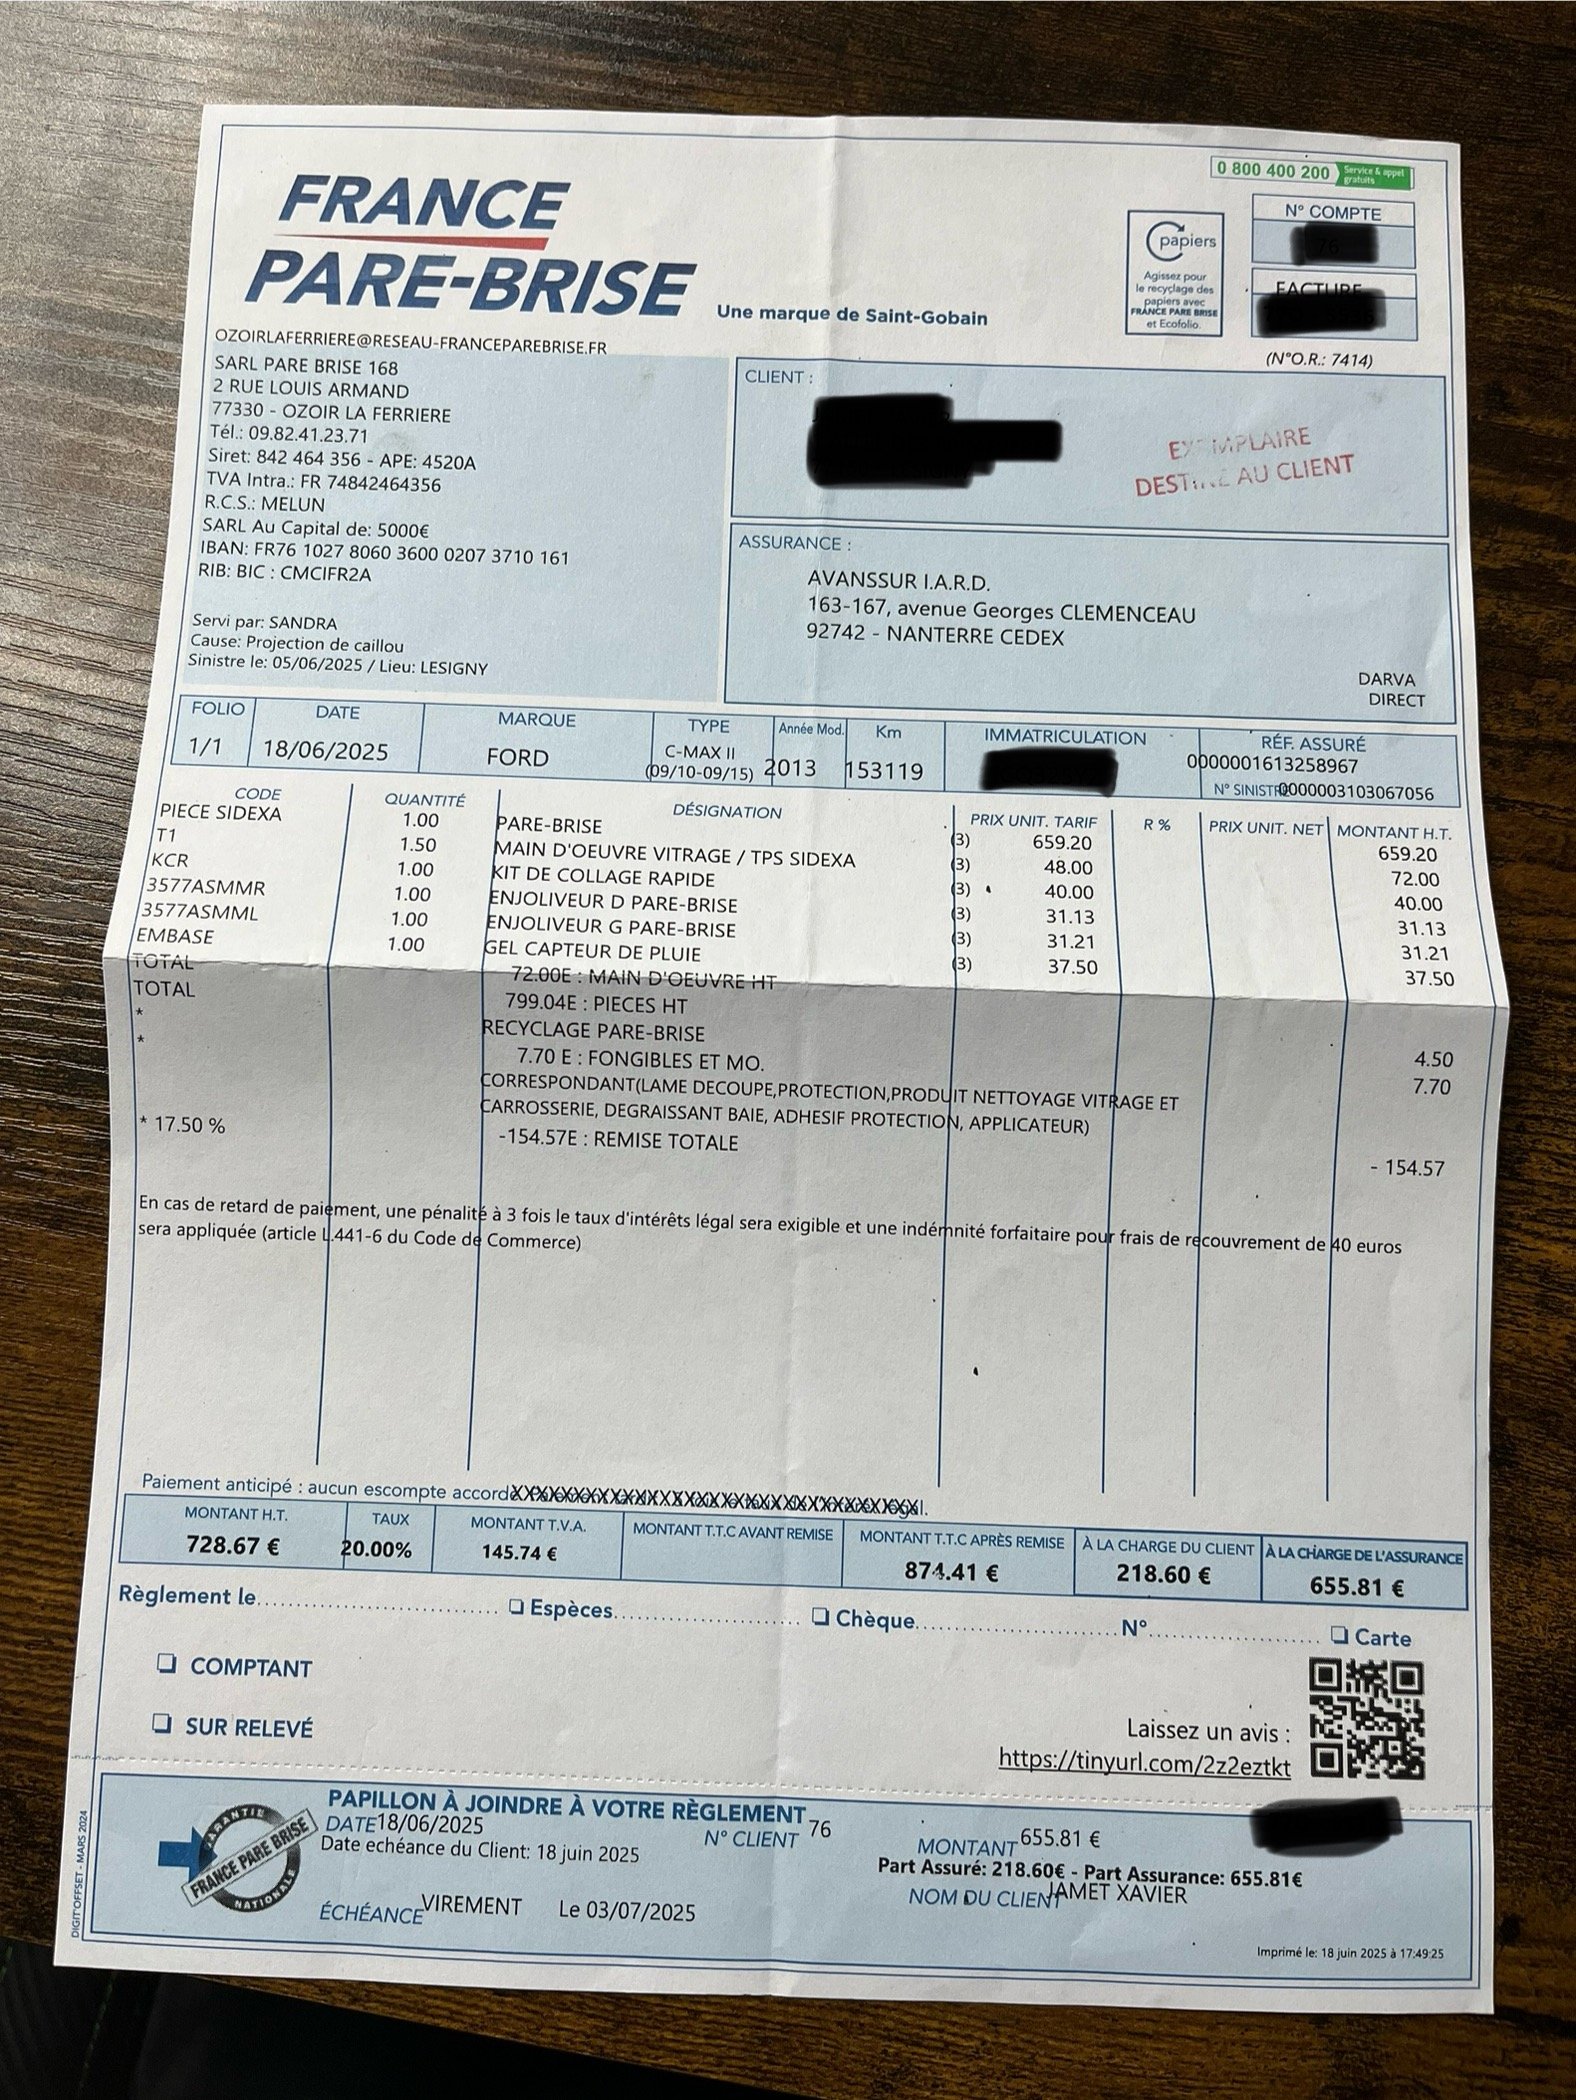 0 800 400 200 Service & appel gratuits
FRANCE
PARE-BRISE
Une marque de Saint-Gobain
papiers
Agissez pour
le recyclage des
papiers avec
FRANCE PARE BRISE
et Ecofolio.
N° COMPTE
76
FACTURE
(N°O.R.: 7414)
OZOIRLAFERRIERE@RESEAU-FRANCEPAREBRISE.FR
SARL PARE BRISE 168
2 RUE LOUIS ARMAND
77330 - OZOIR LA FERRIERE
Tél.: 09.82.41.23.71
Siret: 842 464 356 - APE: 4520A
TVA Intra.: FR 74842464356
R.C.S.: MELUN
SARL Au Capital de: 5000€
IBAN: FR76 1027 8060 3600 0207 3710 161
RIB: BIC : CMCIFR2A
Servi par: SANDRA
Cause: Projection de caillou
Sinistre le: 05/06/2025 / Lieu: LESIGNY
CLIENT :
EXEMPLAIRE
DESTINÉ AU CLIENT
ASSURANCE :
AVANSSUR I.A.R.D.
163-167, avenue Georges CLEMENCEAU
92742 - NANTERRE CEDEX
DARVA
DIRECT
FOLIO DATE MARQUE TYPE Année Mod. Km IMMATRICULATION RÉF. ASSURÉ
1/1 18/06/2025 FORD C-MAX II (09/10-09/15) 2013 153119 0000001613258967
N° SINISTRE 0000003103067056
CODE QUANTITÉ DÉSIGNATION PRIX UNIT. TARIF R % PRIX UNIT. NET MONTANT H.T.
PIECE SIDEXA 1.00 PARE-BRISE (3) 659.20 659.20
T1 1.50 MAIN D'OEUVRE VITRAGE / TPS SIDEXA (3) 48.00 72.00
KCR 1.00 KIT DE COLLAGE RAPIDE (3) 40.00 40.00
3577ASMMR 1.00 ENJOLIVEUR D PARE-BRISE (3) 31.13 31.13
3577ASMML 1.00 ENJOLIVEUR G PARE-BRISE (3) 31.21 31.21
EMBASE 1.00 GEL CAPTEUR DE PLUIE (3) 37.50 37.50
TOTAL 72.00E : MAIN D'OEUVRE HT
TOTAL 799.04E : PIECES HT
* RECYCLAGE PARE-BRISE 4.50
* 7.70 E : FONGIBLES ET MO. 7.70
CORRESPONDANT(LAME DECOUPE,PROTECTION,PRODUIT NETTOYAGE VITRAGE ET
CARROSSERIE, DEGRAISSANT BAIE, ADHESIF PROTECTION, APPLICATEUR)
* 17.50 % -154.57E : REMISE TOTALE - 154.57
En cas de retard de paiement, une pénalité à 3 fois le taux d'intérêts légal sera exigible et une indémnité forfaitaire pour frais de recouvrement de 40 euros
sera appliquée (article L.441-6 du Code de Commerce)
Paiement anticipé : aucun escompte accordé
MONTANT H.T. TAUX MONTANT T.V.A. MONTANT T.T.C AVANT REMISE MONTANT T.T.C APRÈS REMISE À LA CHARGE DU CLIENT À LA CHARGE DE L'ASSURANCE
728.67 € 20.00% 145.74 € 874.41 € 218.60 € 655.81 €
Règlement le Espèces Chèque N° Carte
COMPTANT
SUR RELEVÉ
Laissez un avis :
https://tinyurl.com/2z2eztkt
DIGIT'OFFSET - MARS 2024
GARANTIE
FRANCE PARE BRISE
NATIONALE
PAPILLON À JOINDRE À VOTRE RÈGLEMENT
DATE 18/06/2025 N° CLIENT 76 MONTANT 655.81 €
Date echéance du Client: 18 juin 2025
Part Assuré: 218.60€ - Part Assurance: 655.81€
NOM DU CLIENT JAMET XAVIER
ÉCHÉANCE VIREMENT Le 03/07/2025
Imprimé le: 18 juin 2025 à 17:49:25